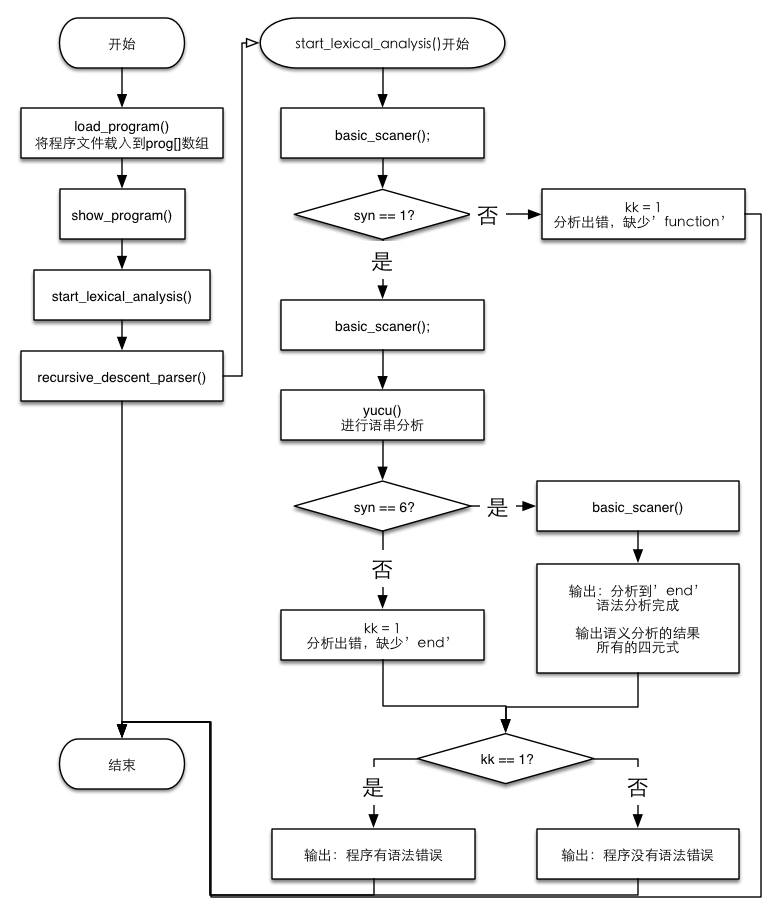 开始
load_program()
将程序文件载入到prog[]数组
show_program()
start_lexical_analysis()
recursive_descent_parser()
结束
start_lexical_analysis()开始
basic_scaner();
syn == 1?
否
kk = 1
分析出错，缺少’function’
是
basic_scaner();
yucu()
进行语串分析
syn == 6?
是
basic_scaner()
否
输出：分析到’end’
语法分析完成
输出语义分析的结果
所有的四元式
kk = 1
分析出错，缺少’end’
kk == 1?
是
否
输出：程序有语法错误
输出：程序没有语法错误